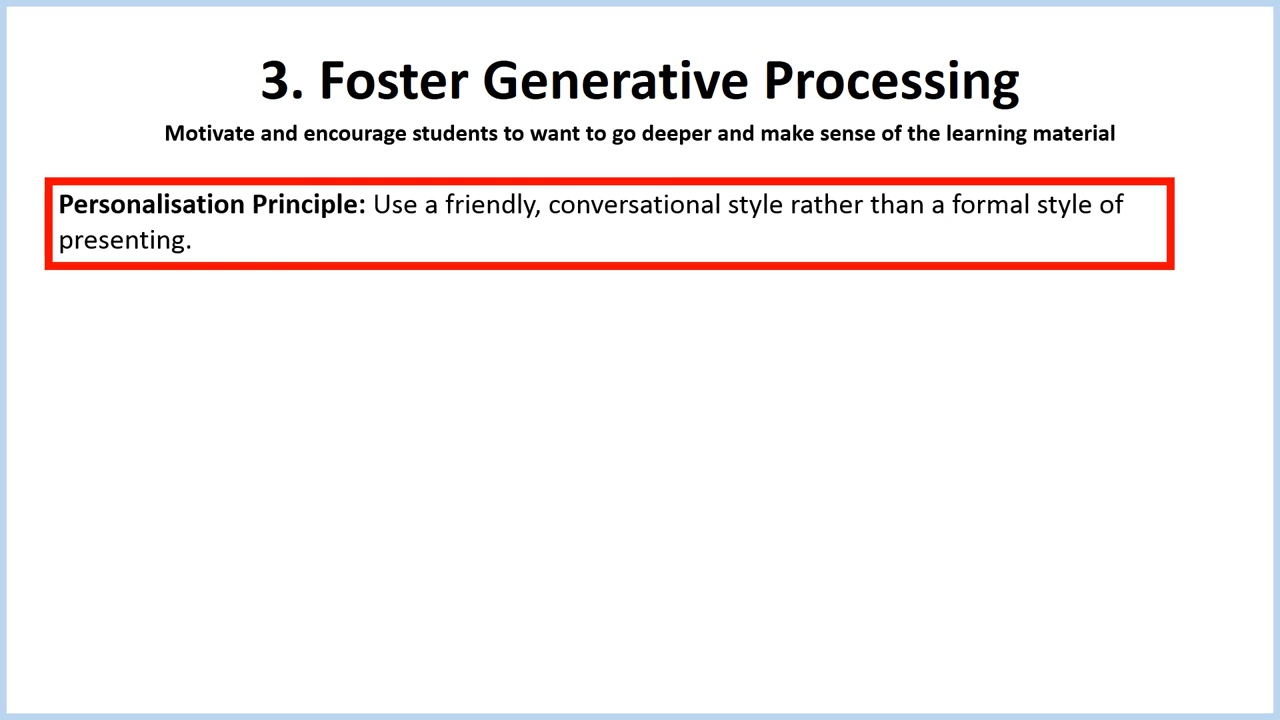 3. Foster Generative Processing
Motivate and encourage students to want to go deeper and make sense of the learning material
Personalisation Principle: Use a friendly, conversational style rather than a formal style of
presenting.